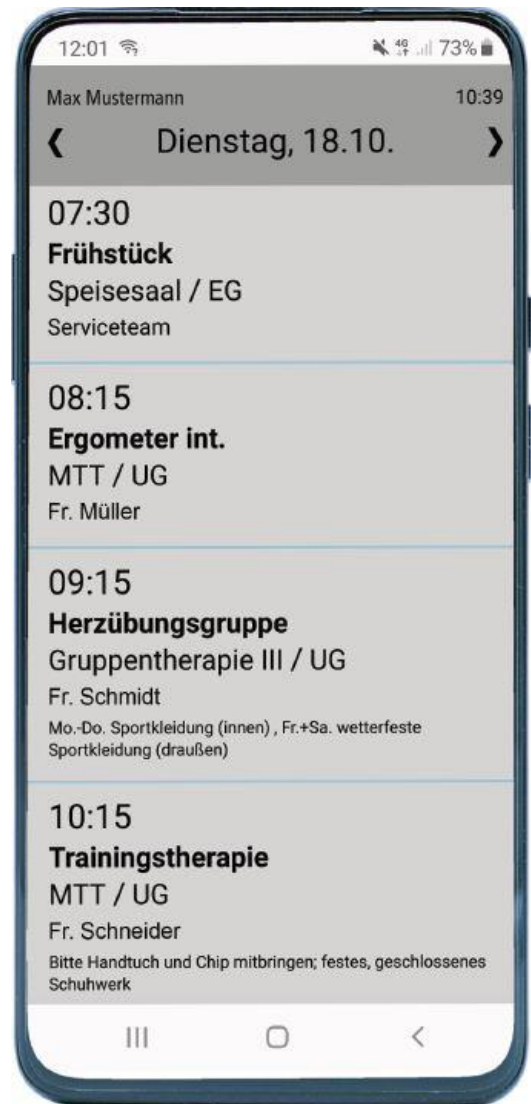 12:01 4G 73%
Max Mustermann 10:39
Dienstag, 18.10.
07:30
Frühstück
Speisesaal / EG
Serviceteam
08:15
Ergometer int.
MTT / UG
Fr. Müller
09:15
Herzübungsgruppe
Gruppentherapie III / UG
Fr. Schmidt
Mo.-Do. Sportkleidung (innen) , Fr.+Sa. wetterfeste
Sportkleidung (draußen)
10:15
Trainingstherapie
MTT / UG
Fr. Schneider
Bitte Handtuch und Chip mitbringen; festes, geschlossenes
Schuhwerk